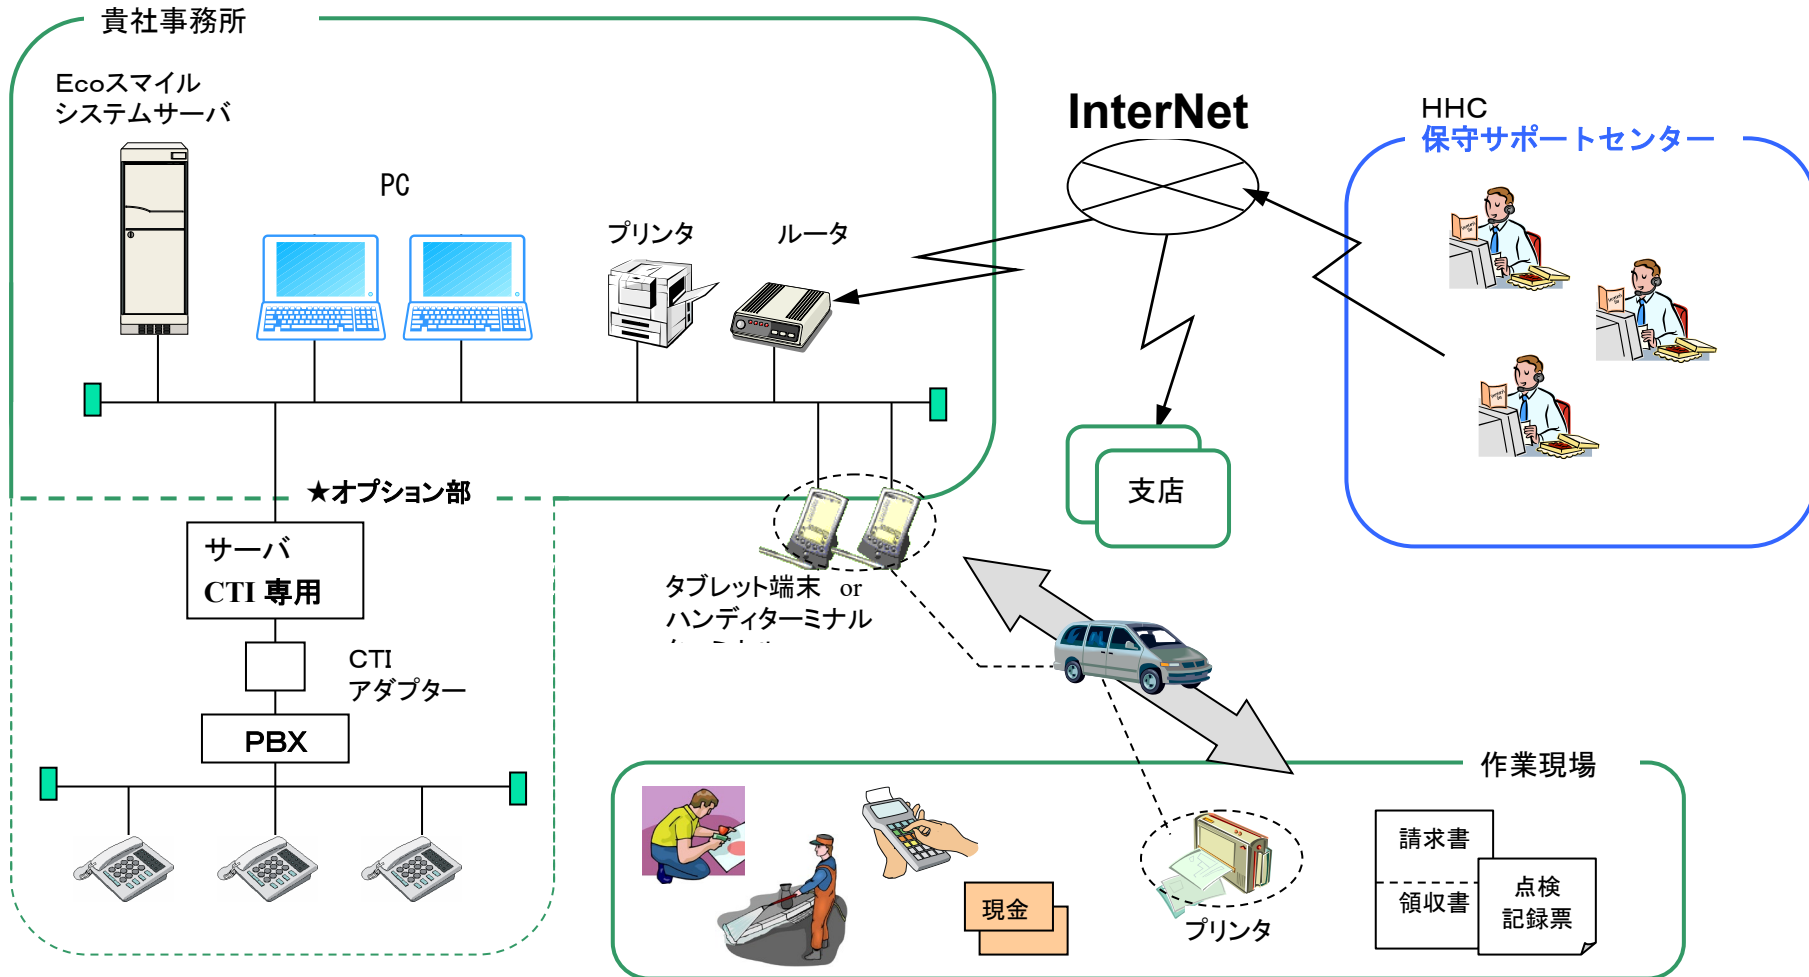 貴社事務所
Ecoスマイル
システムサーバ
PC
プリンタ
ルータ
InterNet
HHC
保守サポートセンター
★オプション部
支店
サーバ
CTI 専用
CTI
アダプター
PBX
タブレット端末 or
ハンディターミナル
作業現場
請求書
領収書
点検
記録票
現金
プリンタ